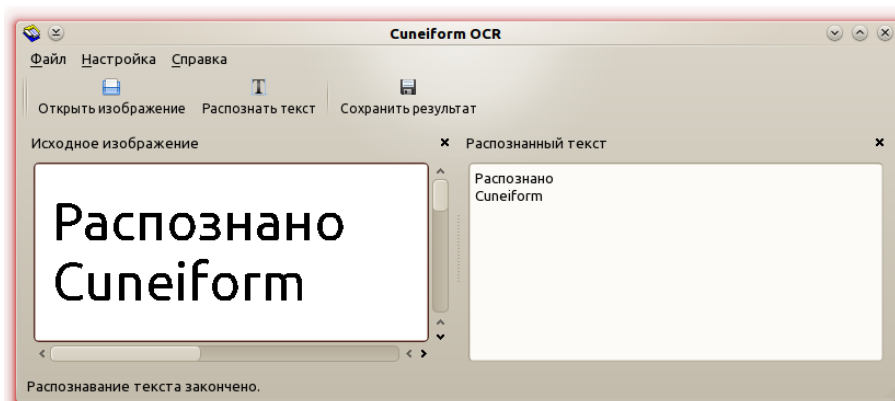 Cuneiform OCR
Файл Настройка Справка
Открыть изображение Распознать текст Сохранить результат
Исходное изображение
Распознано
Cuneiform
Распознанный текст
Распознано
Cuneiform
Распознавание текста закончено.